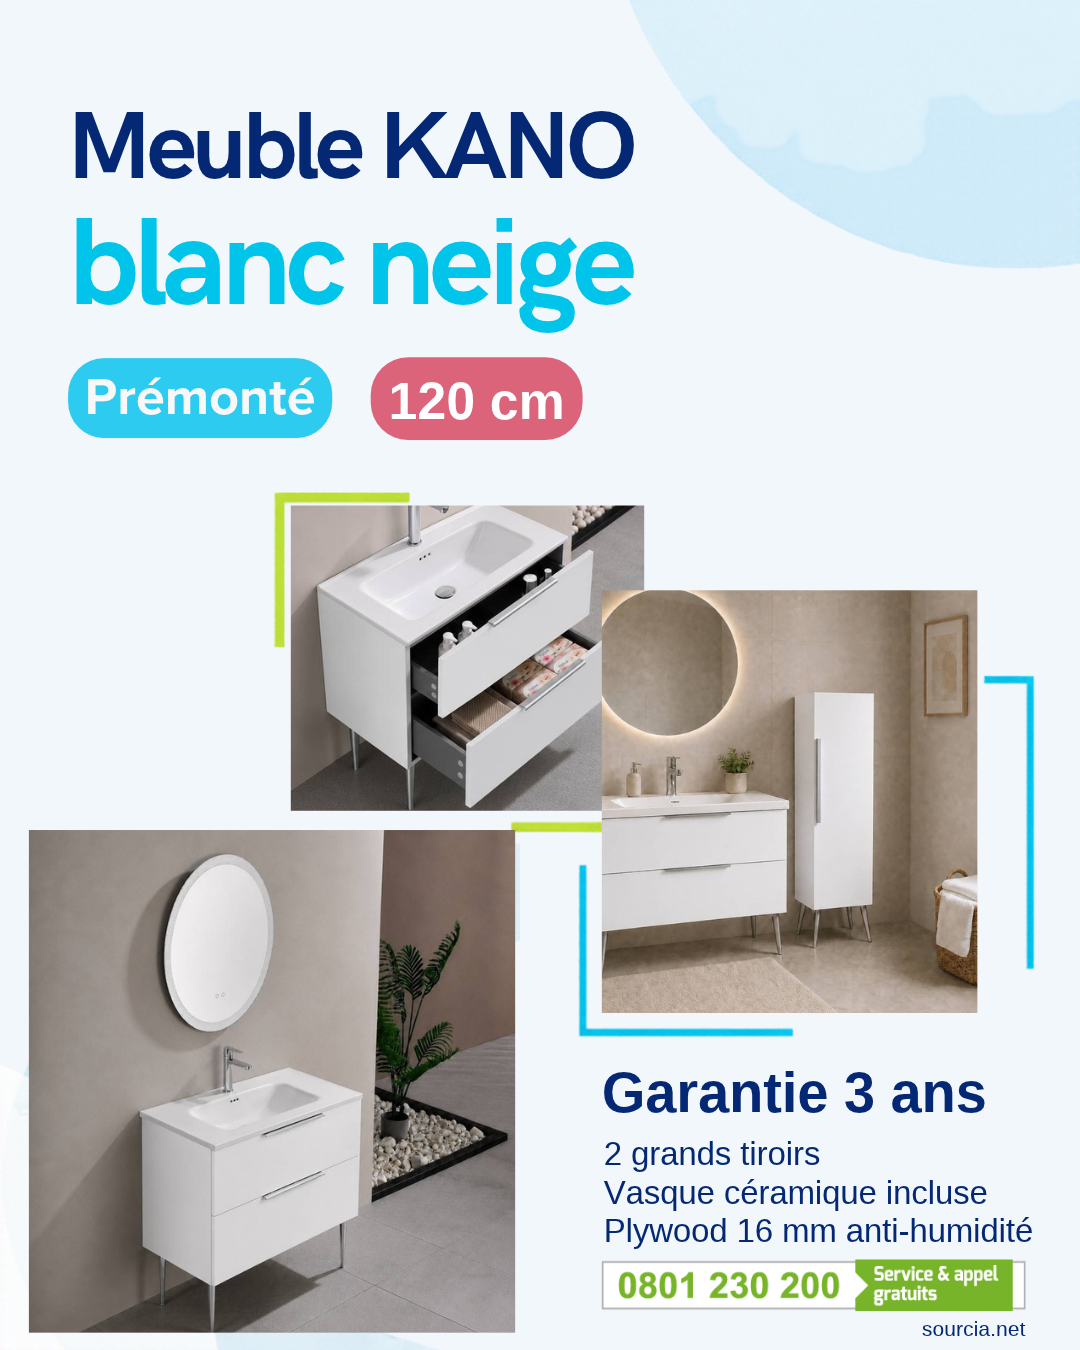 Meuble KANO
blanc neige
Prémonté
120 cm
Garantie 3 ans
2 grands tiroirs
Vasque céramique incluse
Plywood 16 mm anti-humidité
0801 230 200
Service & appel
gratuits
sourcia.net